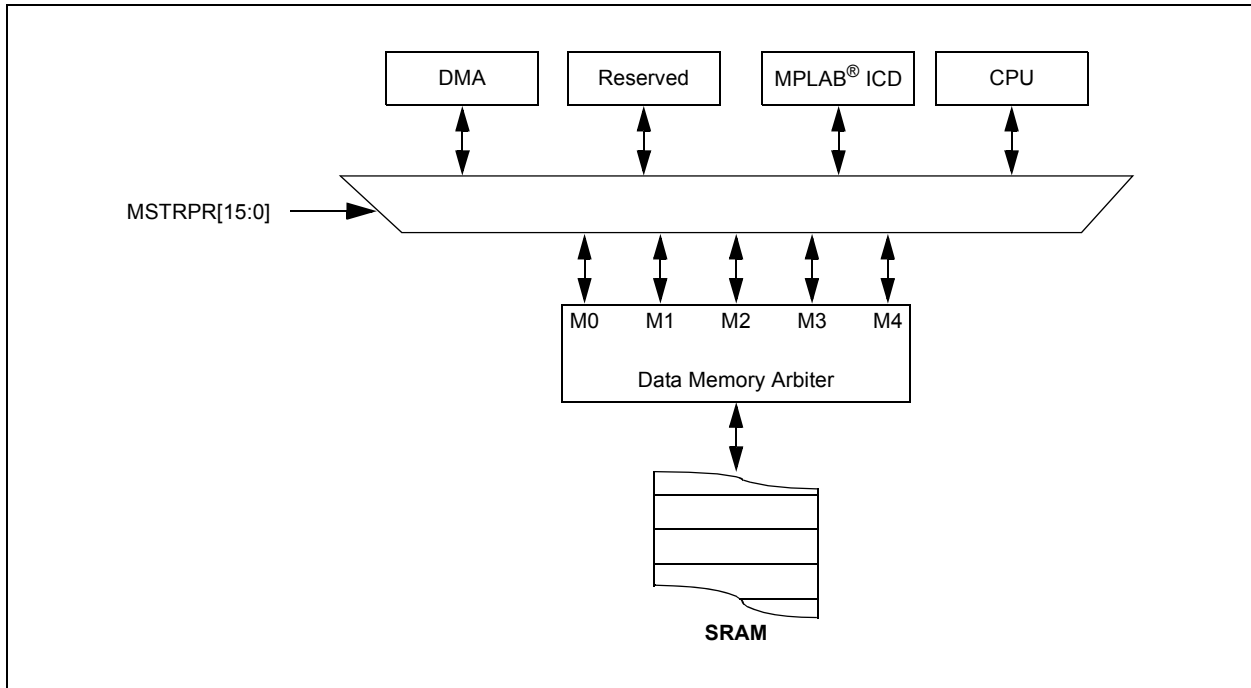 DMA
Reserved
MPLAB® ICD
CPU
MSTRPR[15:0]
M0
M1
M2
M3
M4
Data Memory Arbiter
SRAM